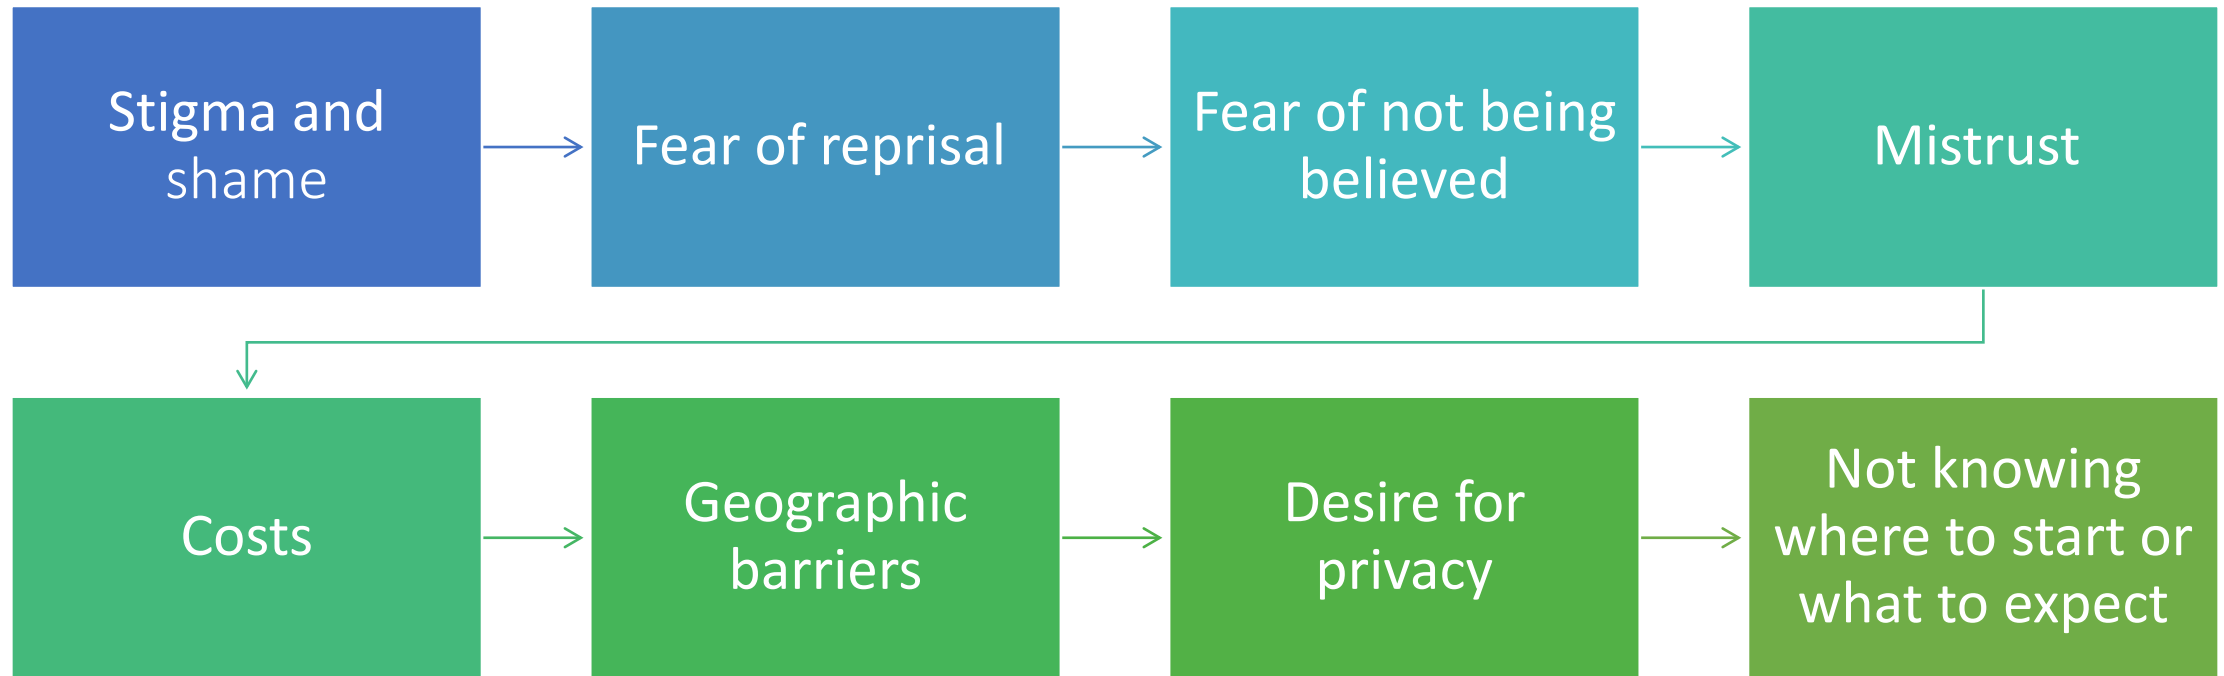 Stigma and
shame
Fear of reprisal
Fear of not being
believed
Mistrust
Costs
Geographic
barriers
Desire for
privacy
Not knowing
where to start or
what to expect